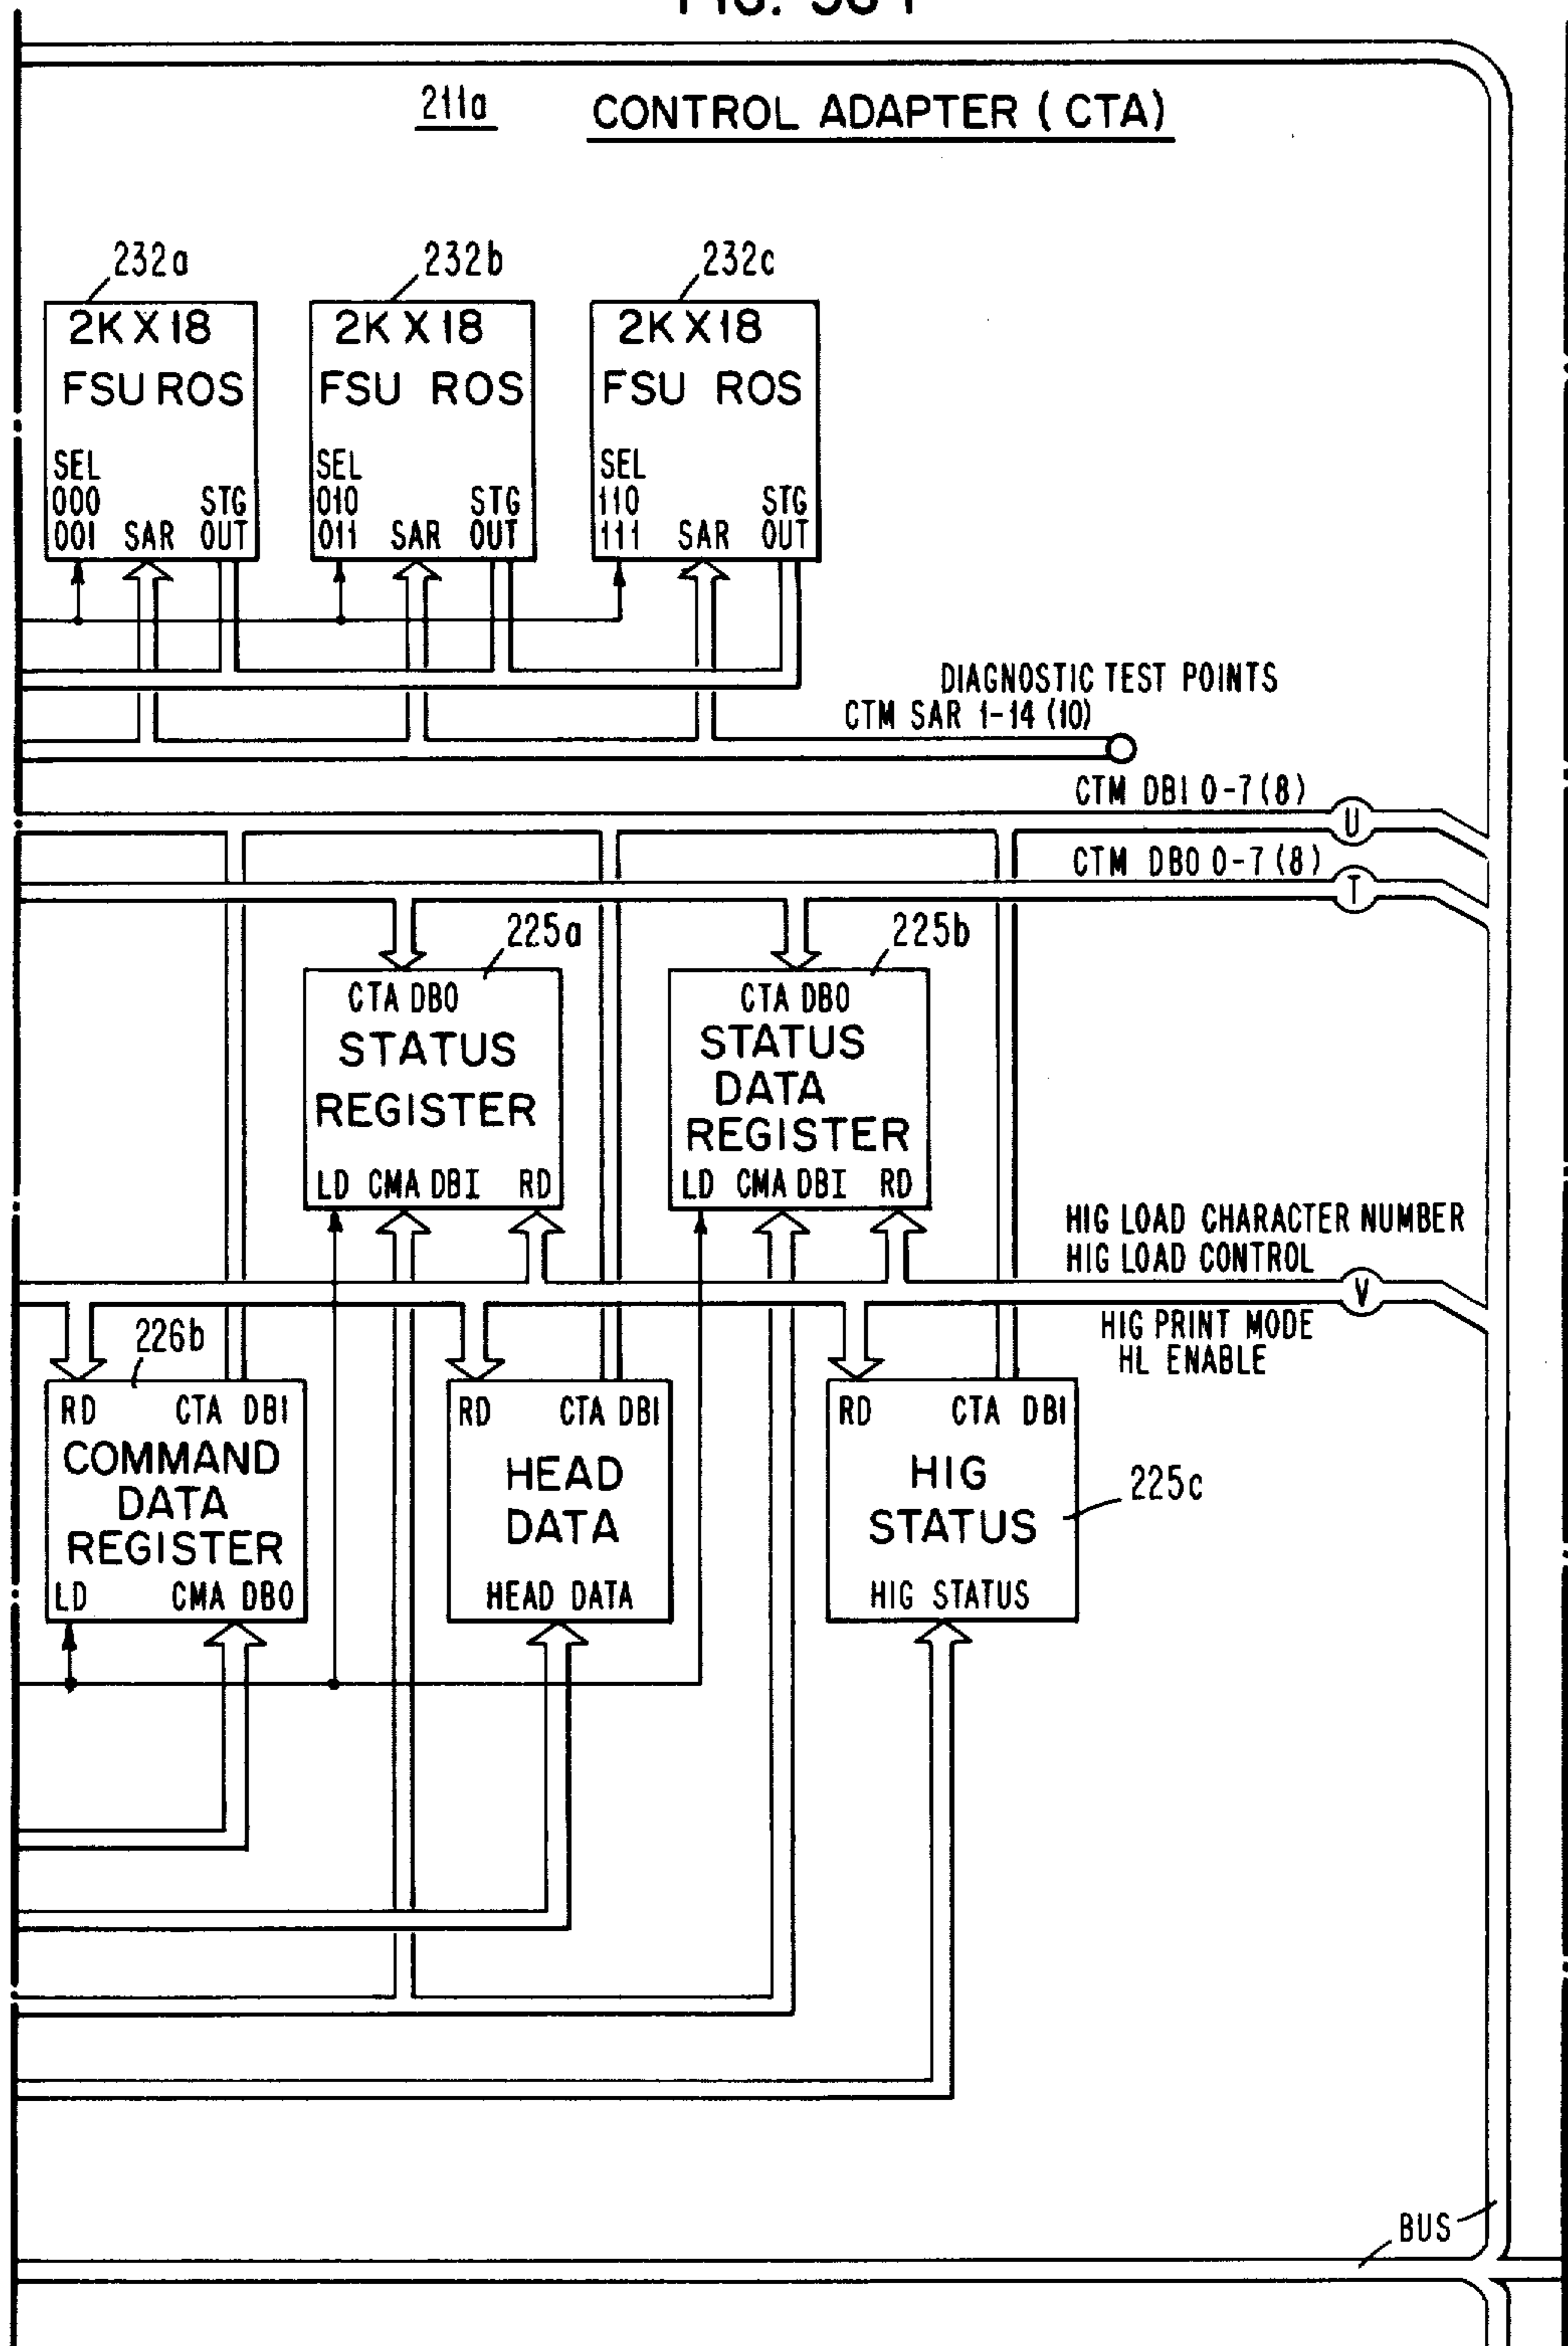 211a CONTROL ADAPTER (CTA)
232a 232b 232c
2K X 18 2K X 18 2K X 18
FSU ROS FSU ROS FSU ROS
SEL SEL SEL
000 STG 010 STG 110 STG
001 SAR OUT 011 SAR OUT 111 SAR OUT
DIAGNOSTIC TEST POINTS
CTM SAR 1-14 (10)
CTM DBI 0-7 (8)
U
CTM DBO 0-7 (8)
T
225a 225b
CTA DBO CTA DBO
STATUS STATUS
DATA
REGISTER REGISTER
LD CMA DBI RD LD CMA DBI RD
HIG LOAD CHARACTER NUMBER
HIG LOAD CONTROL
V
HIG PRINT MODE
HL ENABLE
226b
RD CTA DBI RD CTA DBI RD CTA DBI
COMMAND HEAD HIG
DATA DATA STATUS
REGISTER
225c
LD CMA DBO HEAD DATA HIG STATUS
BUS